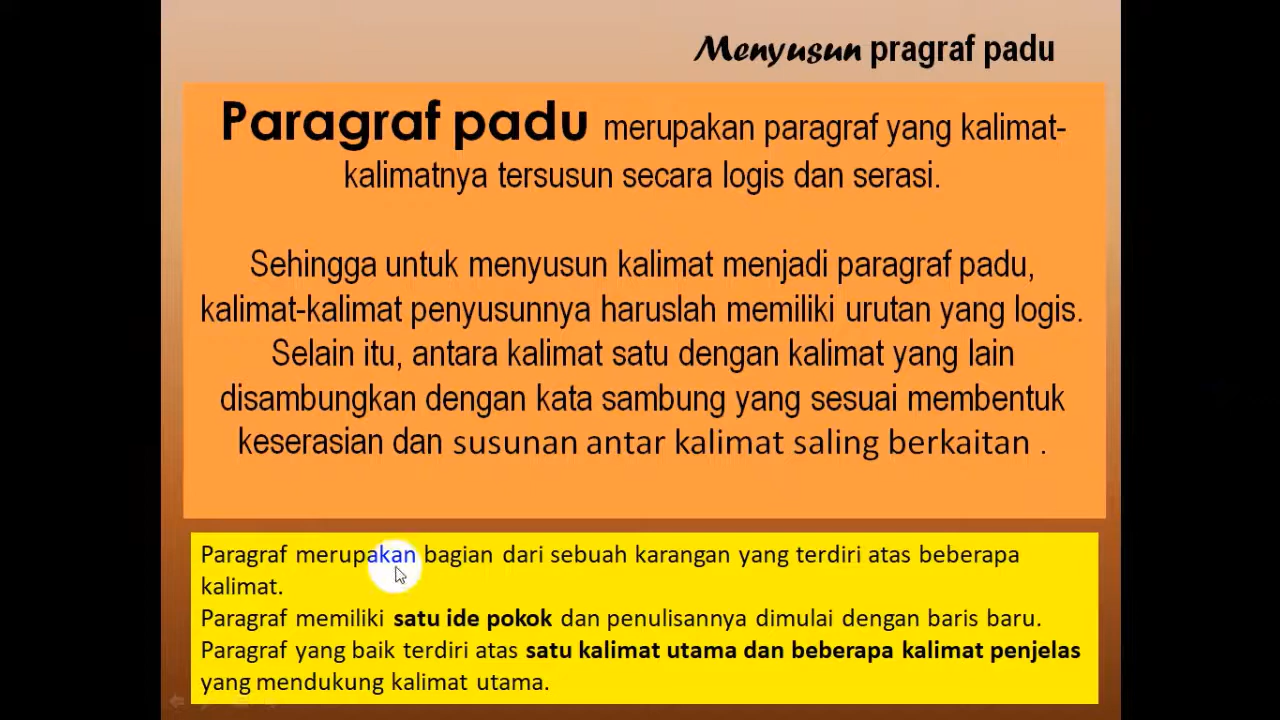 Menyusun pragraf padu
Paragraf padu merupakan paragraf yang kalimat-
kalimatnya tersusun secara logis dan serasi.
Sehingga untuk menyusun kalimat menjadi paragraf padu,
kalimat-kalimat penyusunnya haruslah memiliki urutan yang logis.
Selain itu, antara kalimat satu dengan kalimat yang lain
disambungkan dengan kata sambung yang sesuai membentuk
keserasian dan susunan antar kalimat saling berkaitan .
Paragraf merupakan bagian dari sebuah karangan yang terdiri atas beberapa
kalimat.
Paragraf memiliki satu ide pokok dan penulisannya dimulai dengan baris baru.
Paragraf yang baik terdiri atas satu kalimat utama dan beberapa kalimat penjelas
yang mendukung kalimat utama.